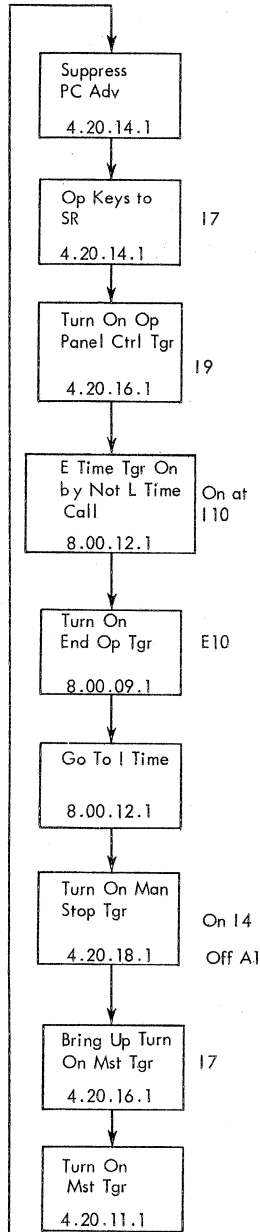 Suppress
PC Adv
4.20.14.1
Op Keys to
SR
4.20.14.1
I7
Turn On Op
Panel Ctrl Tgr
4.20.16.1
I9
E Time Tgr On
by Not L Time
Call
8.00.12.1
On at
I10
Turn On
End Op Tgr
8.00.09.1
E10
Go To I Time
8.00.12.1
Turn On Man
Stop Tgr
4.20.18.1
On I4
Off A1
Bring Up Turn
On Mst Tgr
4.20.16.1
I7
Turn On
Mst Tgr
4.20.11.1